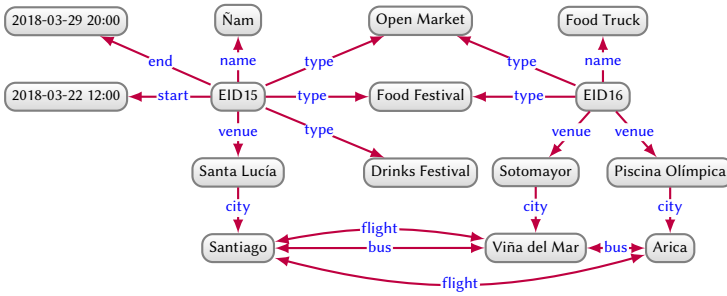 2018-03-29 20:00
Ñam
Open Market
Food Truck
end
name
type
type
name
2018-03-22 12:00
start
EID15
type
Food Festival
type
EID16
venue
type
venue
venue
Santa Lucía
Drinks Festival
Sotomayor
Piscina Olímpica
city
city
city
flight
Santiago
bus
Viña del Mar
bus
Arica
flight